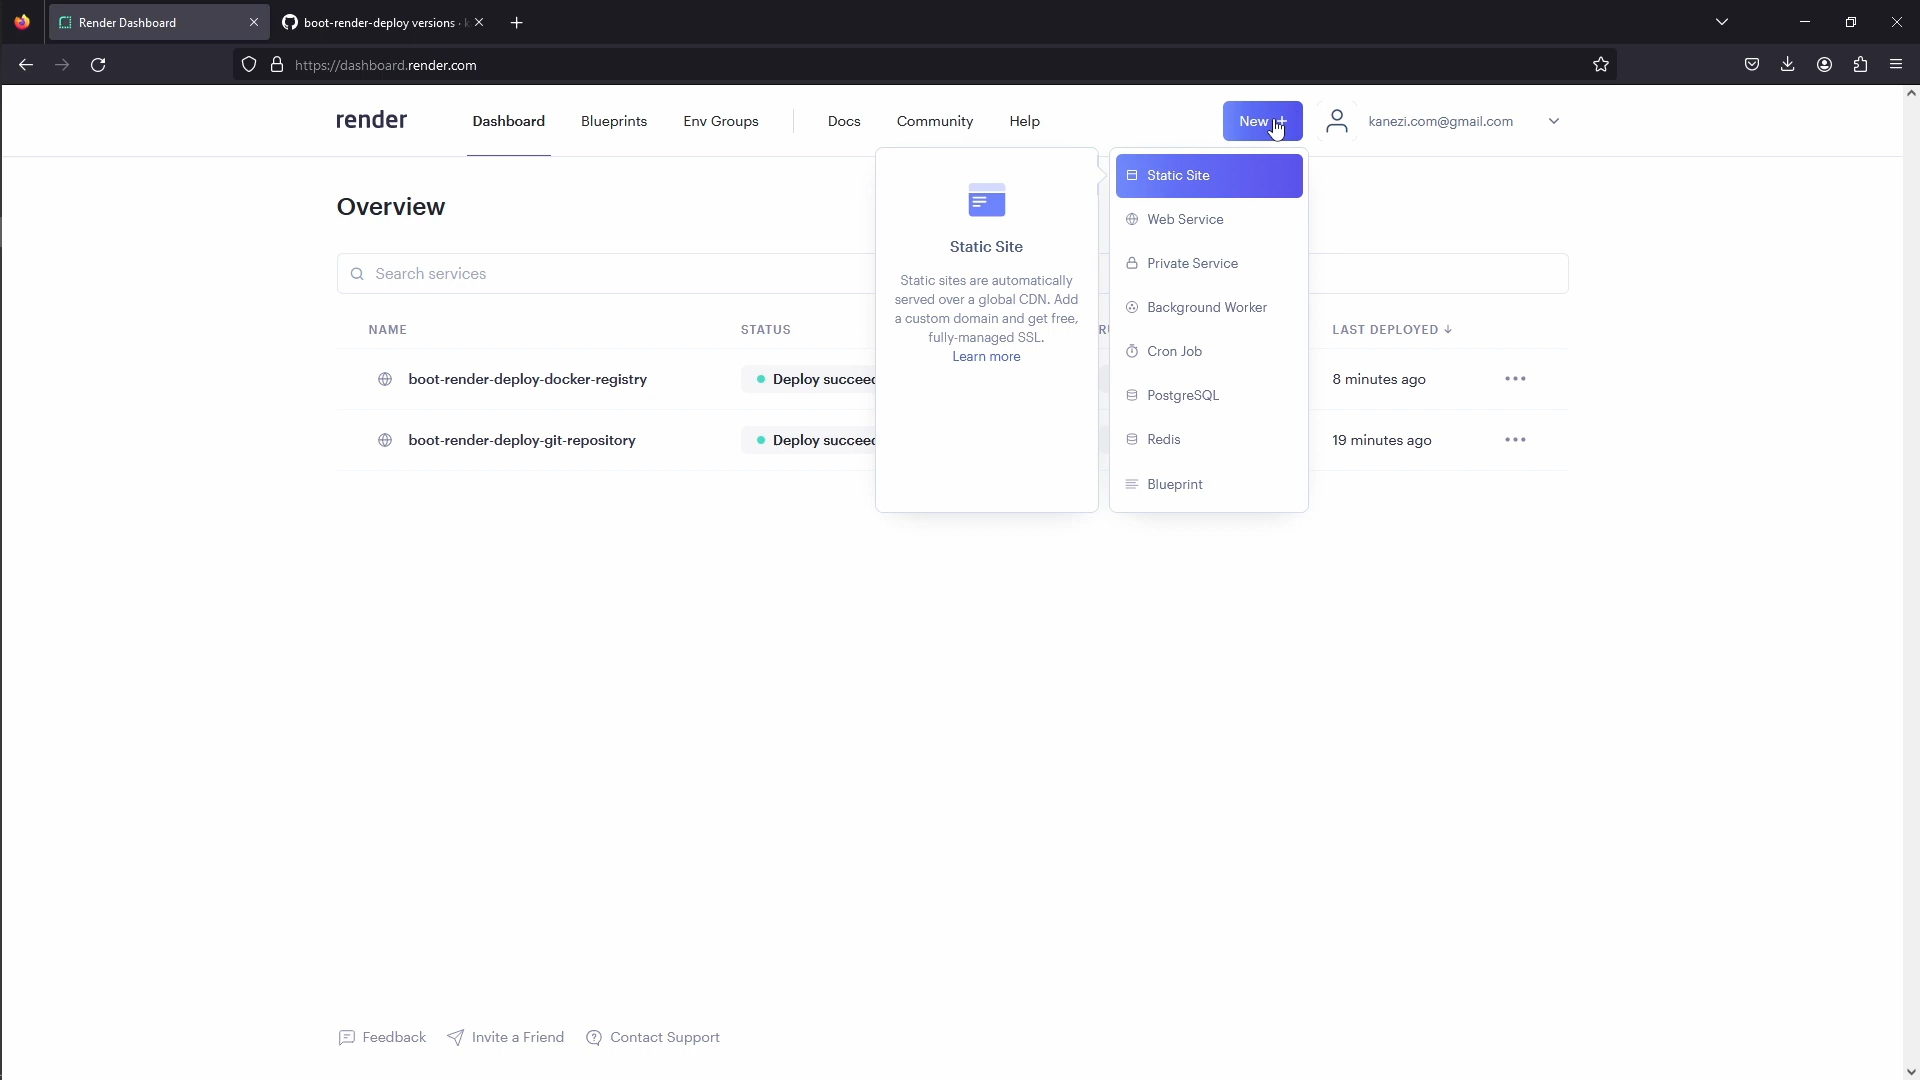 Render Dashboard
boot-render-deploy versions ·
https://dashboard.render.com
render
Dashboard
Blueprints
Env Groups
Docs
Community
Help
New +
kanezi.com@gmail.com
Overview
Search services
Static Site
Static sites are automatically
served over a global CDN. Add
a custom domain and get free,
fully-managed SSL.
Learn more
Static Site
Web Service
Private Service
Background Worker
Cron Job
PostgreSQL
Redis
Blueprint
NAME
STATUS
LAST DEPLOYED ↓
boot-render-deploy-docker-registry
Deploy succeed
8 minutes ago
boot-render-deploy-git-repository
Deploy succeed
19 minutes ago
Feedback
Invite a Friend
Contact Support